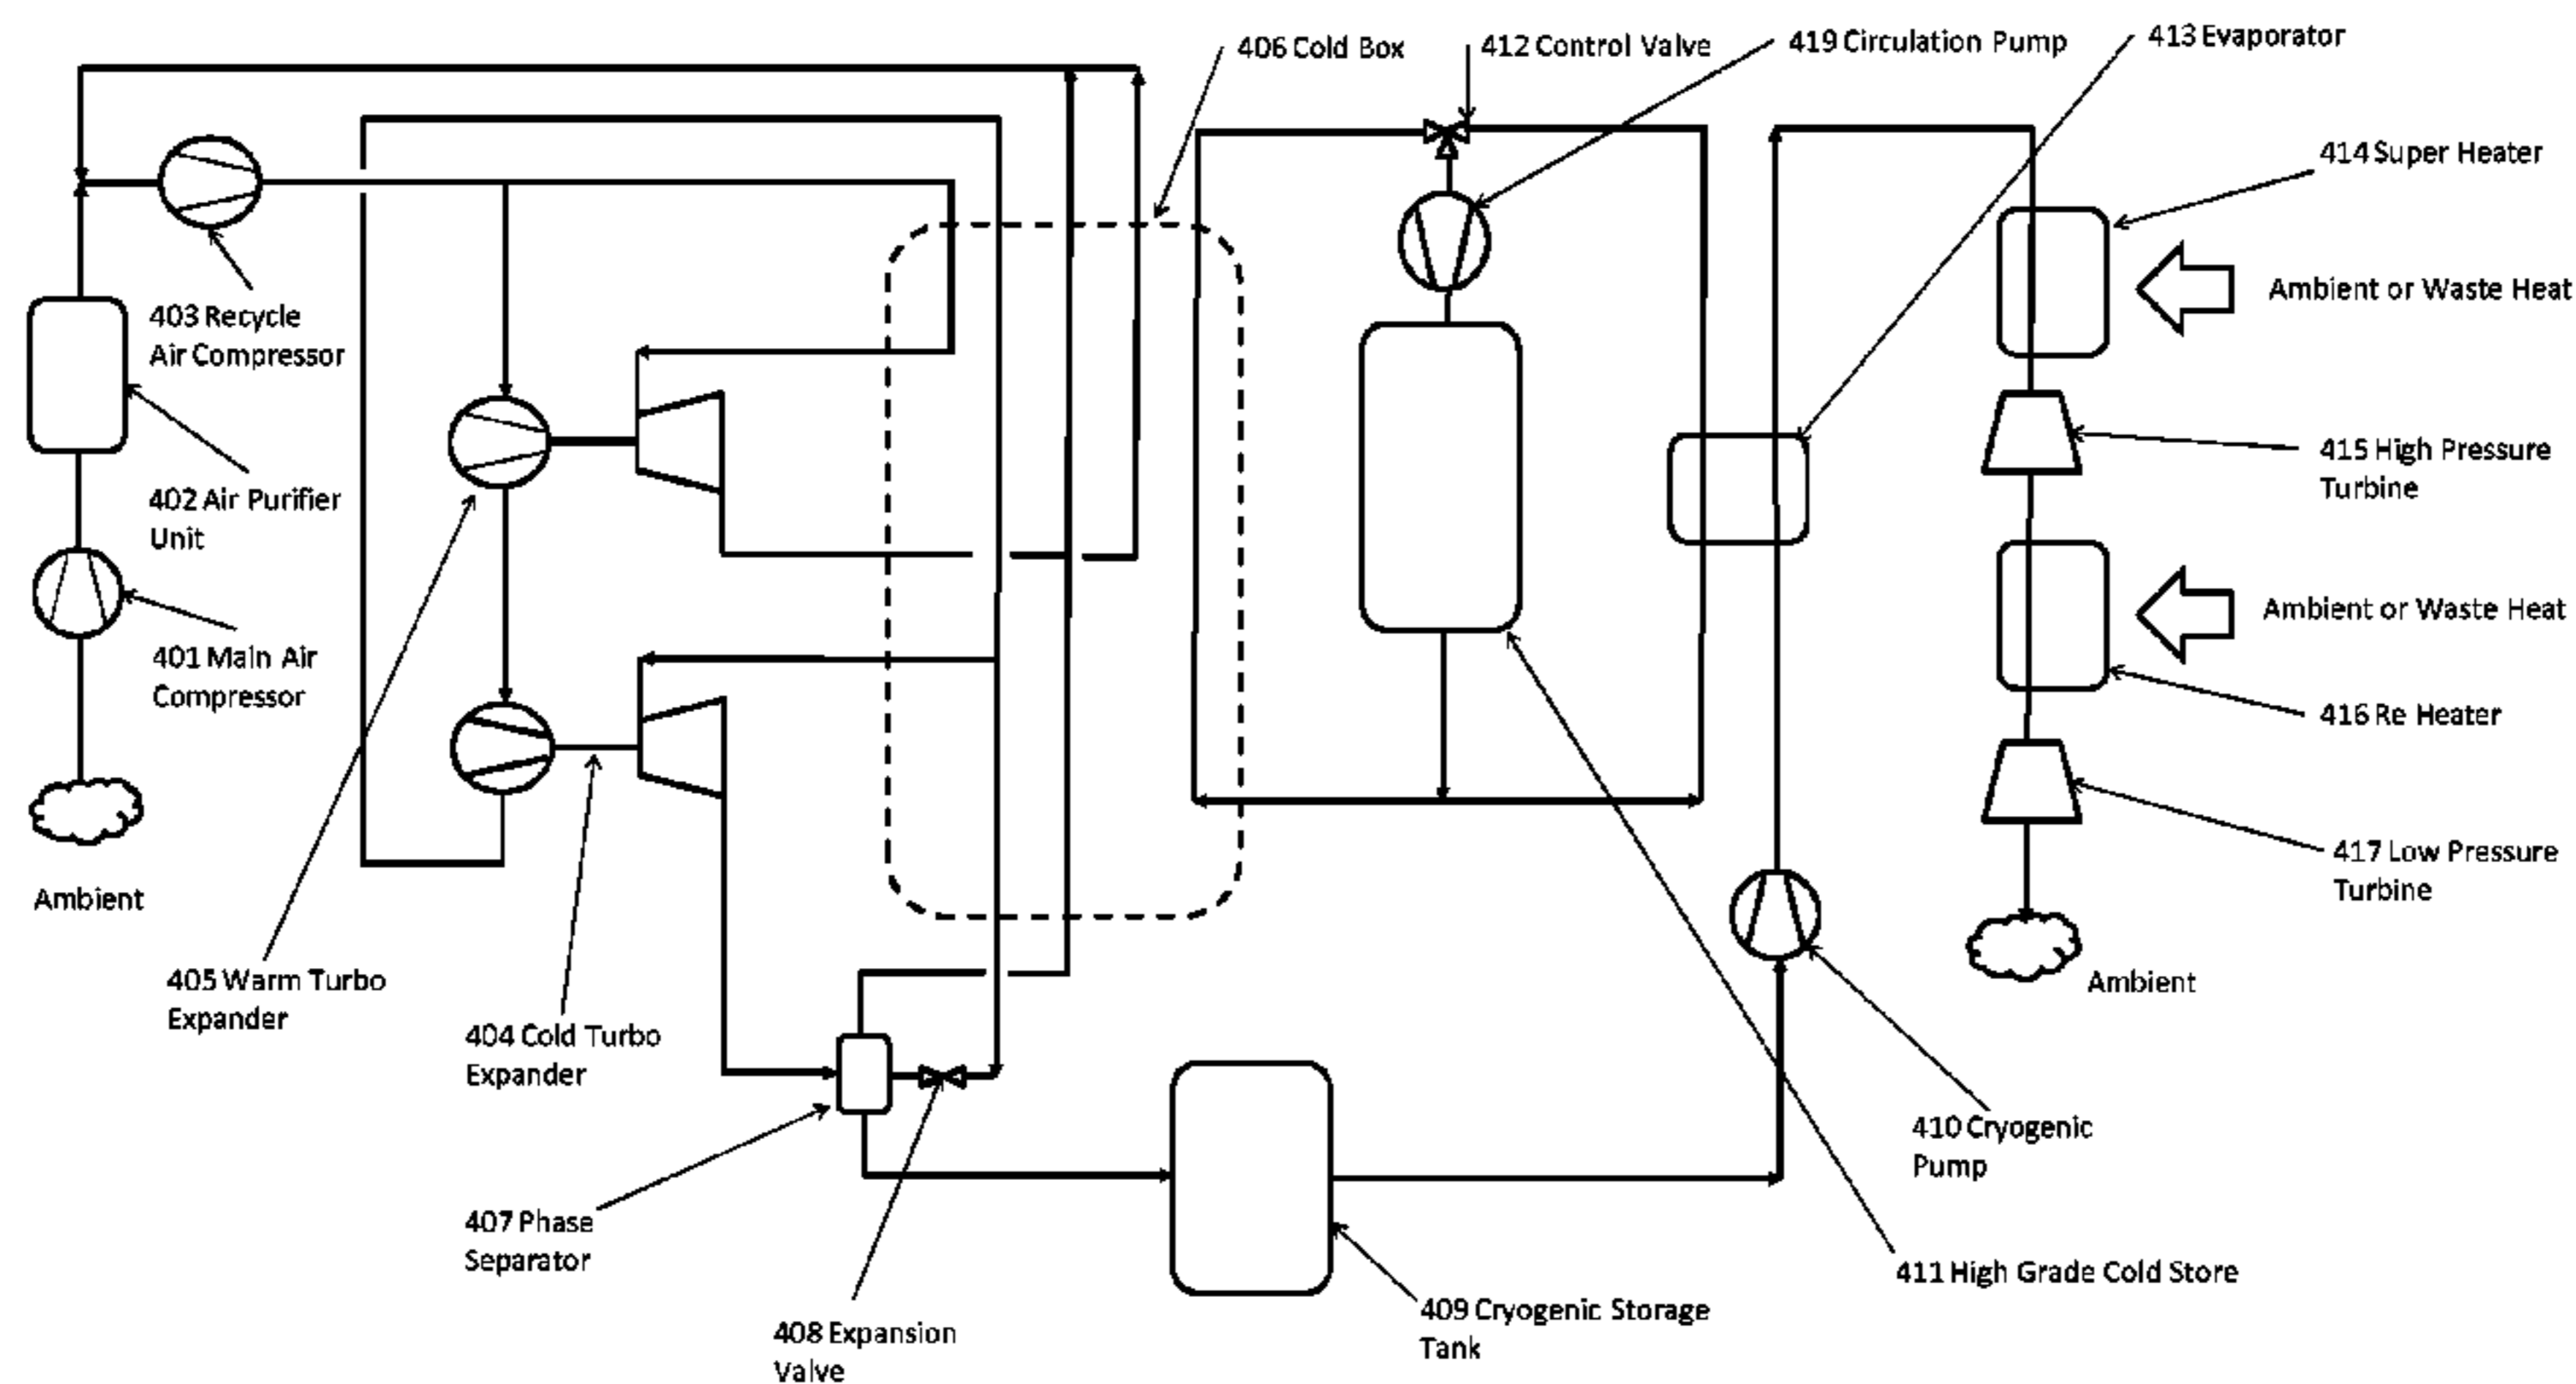 406 Cold Box
412 Control Valve
419 Circulation Pump
413 Evaporator
414 Super Heater
Ambient or Waste Heat
403 Recycle
Air Compressor
415 High Pressure
Turbine
402 Air Purifier
Unit
Ambient or Waste Heat
401 Main Air
Compressor
416 Re Heater
417 Low Pressure
Turbine
Ambient
405 Warm Turbo
Expander
Ambient
404 Cold Turbo
Expander
410 Cryogenic
Pump
407 Phase
Separator
411 High Grade Cold Store
409 Cryogenic Storage
Tank
408 Expansion
Valve